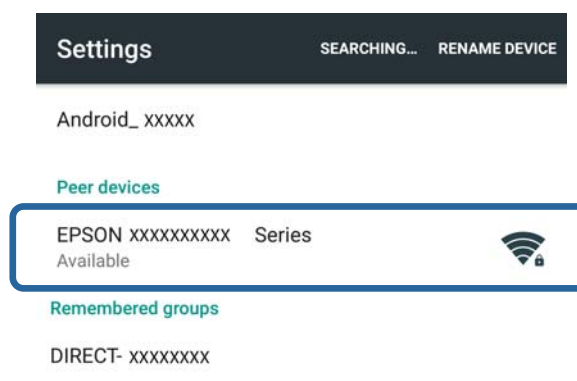 Settings SEARCHING... RENAME DEVICE
Android_ xxxxx
Peer devices
EPSON xxxxxxxxxx Series
Available
Remembered groups
DIRECT- xxxxxxxx